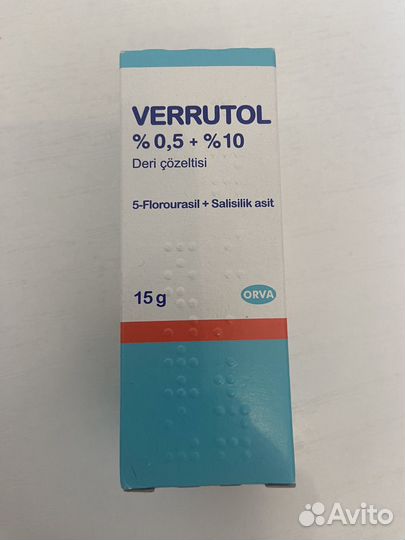 VERRUTOL
% 0,5 + % 10
Deri çözeltisi
5-Florourasil + Salisilik asit
15 g
ORVA
Avito